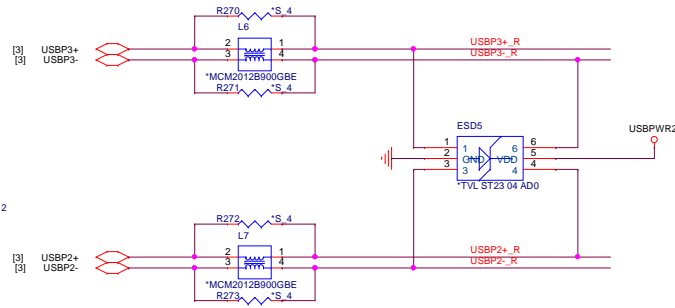 R270 *S_4
L6
[3] USBP3+ 2 1 USBP3+_R
[3] USBP3- 3 4 USBP3-_R
*MCM2012B900GBE
R271 *S_4
ESD5
USBPWR2
1 1 6 6
2 GND VDD 5
3 3 4 4
*TVL ST23 04 AD0
2
R272 *S_4
L7
[3] USBP2+ 2 1 USBP2+_R
[3] USBP2- 3 4 USBP2-_R
*MCM2012B900GBE
R273 *S_4